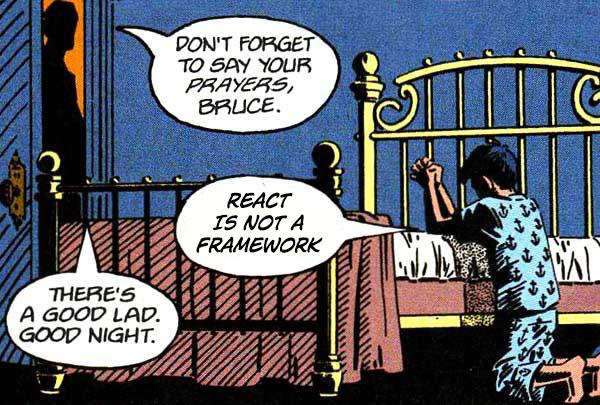 DON'T FORGET
TO SAY YOUR
PRAYERS,
BRUCE.
REACT
IS NOT A
FRAMEWORK
THERE'S
A GOOD LAD.
GOOD NIGHT.